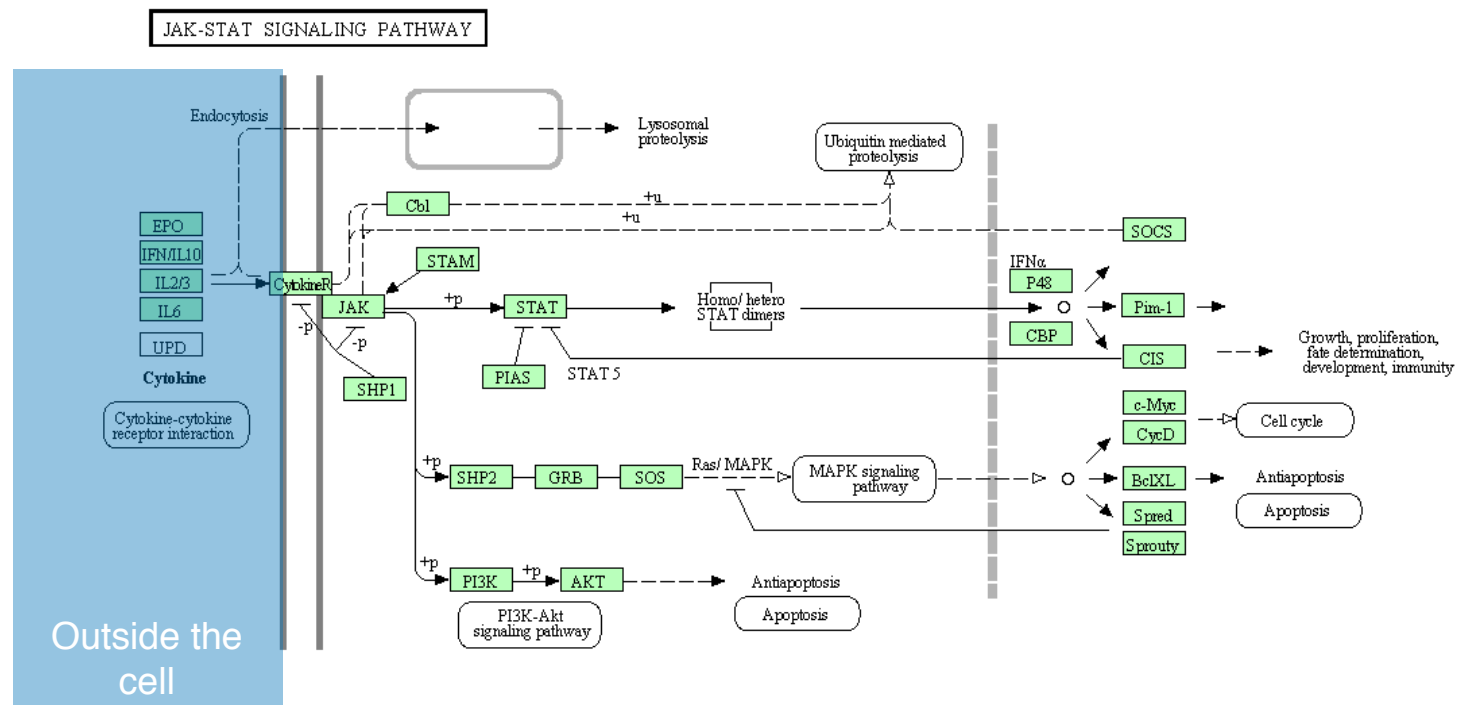 JAK-STAT SIGNALING PATHWAY
Endocytosis
Lysosomal
proteolysis
Ubiquitin mediated
proteolysis
Cbl
+u
+u
EPO
IFN/IL10
IL2/3
IL6
UPD
Cytokine
Cytokine-cytokine
receptor interaction
CytokineR
JAK
STAM
+p
STAT
Homo/ hetero
STAT dimers
IFNα
P48
CBP
SOCS
Pim-1
CIS
Growth, proliferation,
fate determination,
development, immunity
-p
-p
SHP1
PIAS
STAT 5
c-Myc
CycD
Cell cycle
+p
SHP2
GRB
SOS
Ras/ MAPK
MAPK signaling
pathway
BclXL
Antiapoptosis
Apoptosis
Spred
Sprouty
+p
PI3K
+p
AKT
Antiapoptosis
Apoptosis
PI3K-Akt
signaling pathway
Outside the
cell